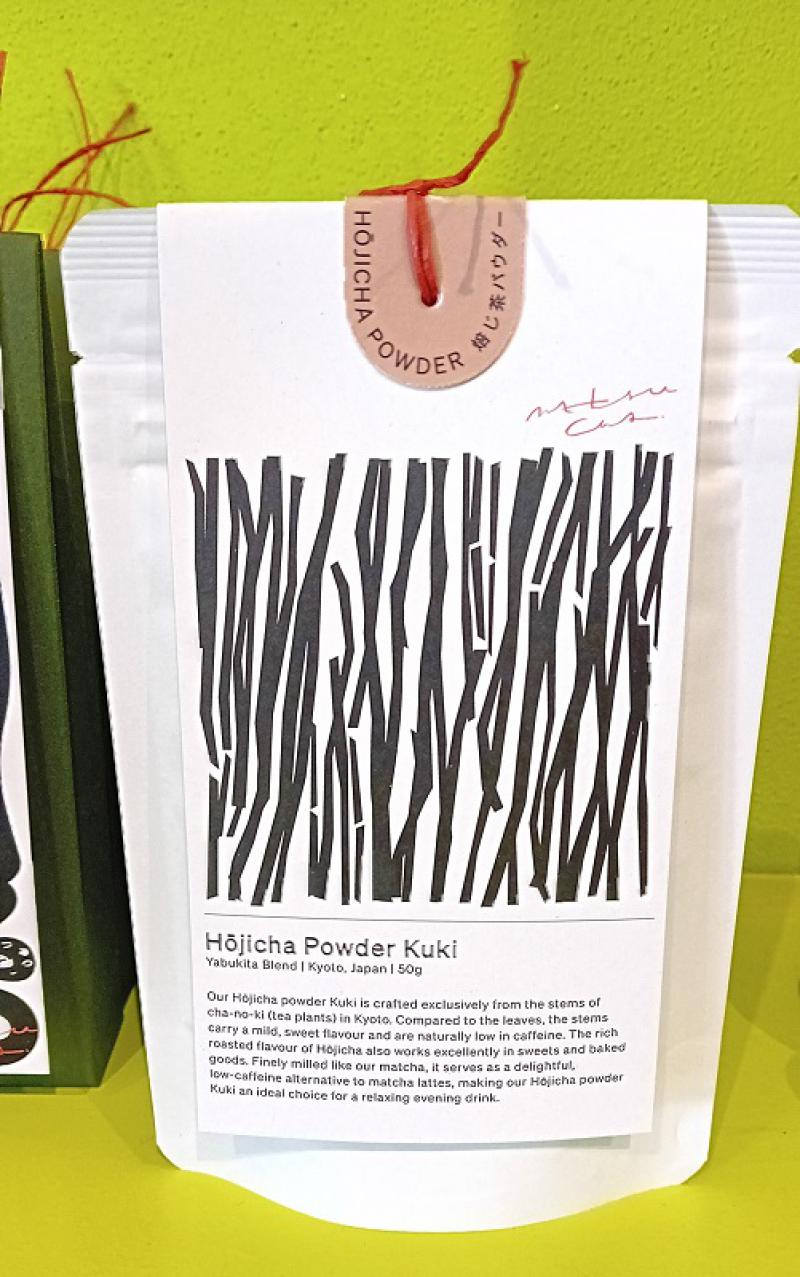 HŌJICHA POWDER 焙じ茶パウダー
Hōjicha Powder Kuki
Yabukita Blend | Kyoto, Japan | 50g
Our Hōjicha powder Kuki is crafted exclusively from the stems of
cha-no-ki (tea plants) in Kyoto. Compared to the leaves, the stems
carry a mild, sweet flavour and are naturally low in caffeine. The rich
roasted flavour of Hōjicha also works excellently in sweets and baked
goods. Finely milled like our matcha, it serves as a delightful,
low-caffeine alternative to matcha lattes, making our Hōjicha powder
Kuki an ideal choice for a relaxing evening drink.